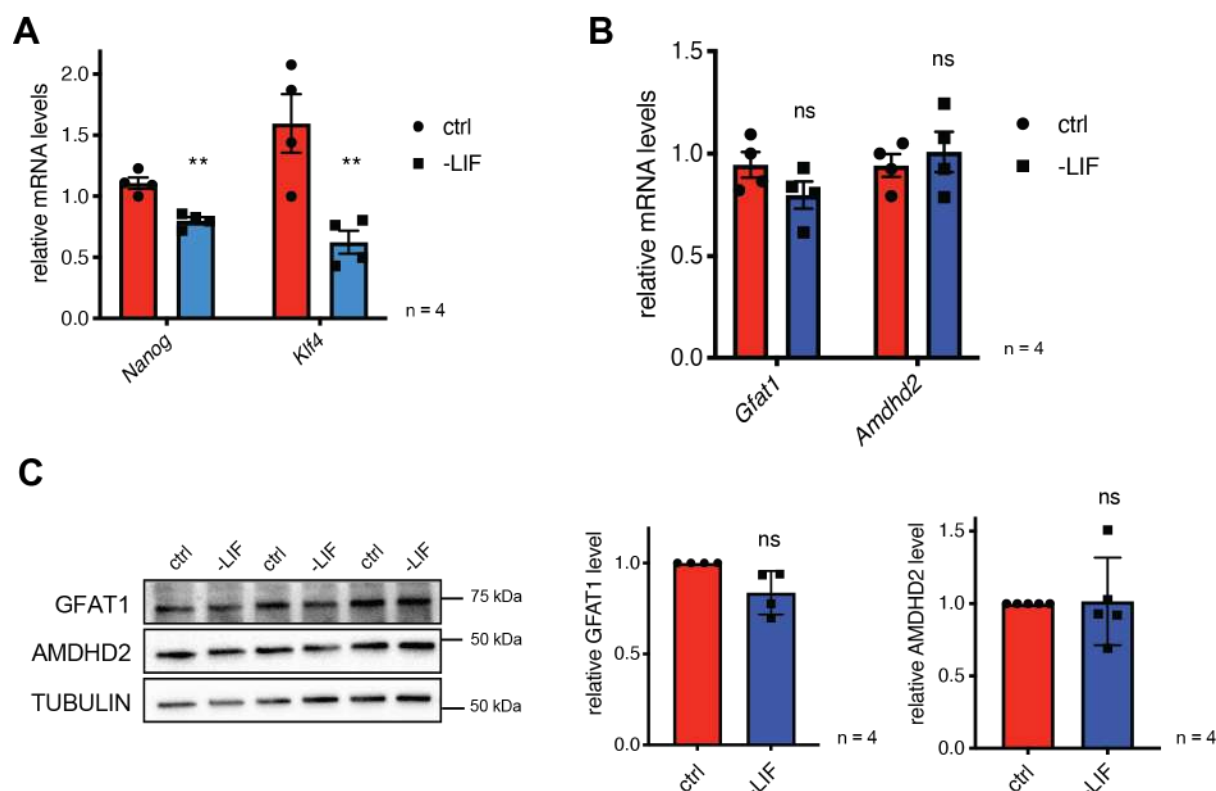 A
relative mRNA levels
2.0
1.5
1.0
0.5
0.0
**
**
ctrl
-LIF
n = 4
Nanog
Klf4
B
relative mRNA levels
1.5
1.0
0.5
0.0
ns
ns
ctrl
-LIF
n = 4
Gfat1
Amdhd2
C
ctrl -LIF ctrl -LIF ctrl -LIF
GFAT1
75 kDa
AMDHD2
50 kDa
TUBULIN
50 kDa
relative GFAT1 level
1.0
0.5
0.0
ns
ctrl
-LIF
n = 4
relative AMDHD2 level
1.5
1.0
0.5
0.0
ns
ctrl
-LIF
n = 4